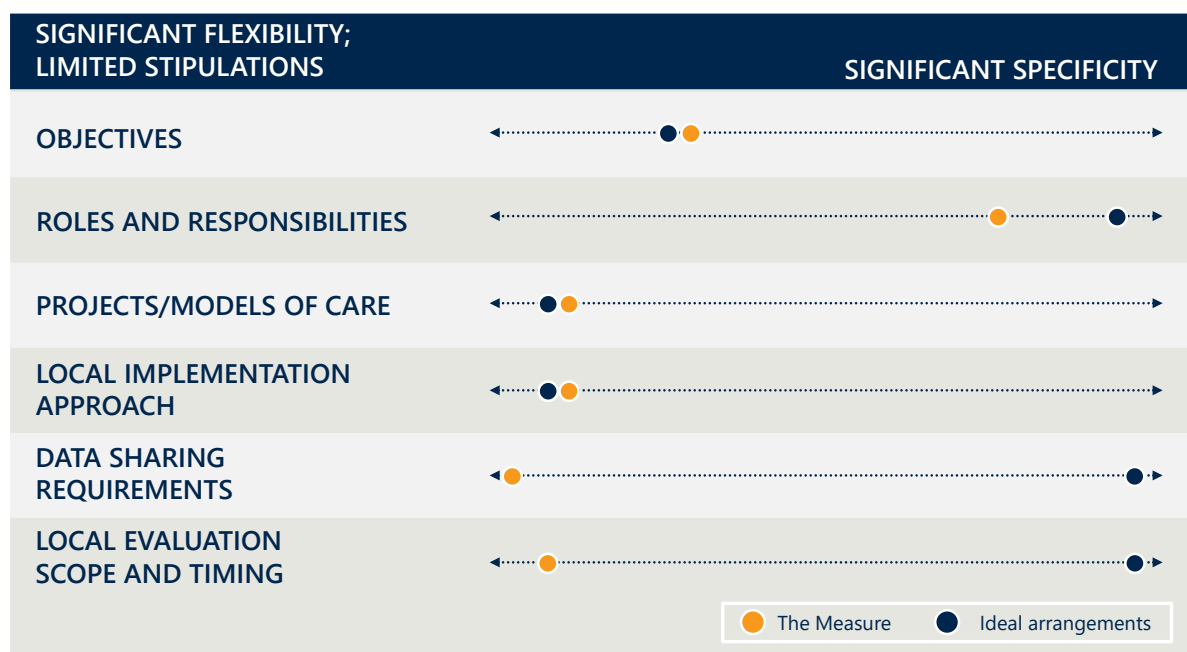 SIGNIFICANT FLEXIBILITY;
LIMITED STIPULATIONS
SIGNIFICANT SPECIFICITY
OBJECTIVES
ROLES AND RESPONSIBILITIES
PROJECTS/MODELS OF CARE
LOCAL IMPLEMENTATION
APPROACH
DATA SHARING
REQUIREMENTS
LOCAL EVALUATION
SCOPE AND TIMING
The Measure
Ideal arrangements